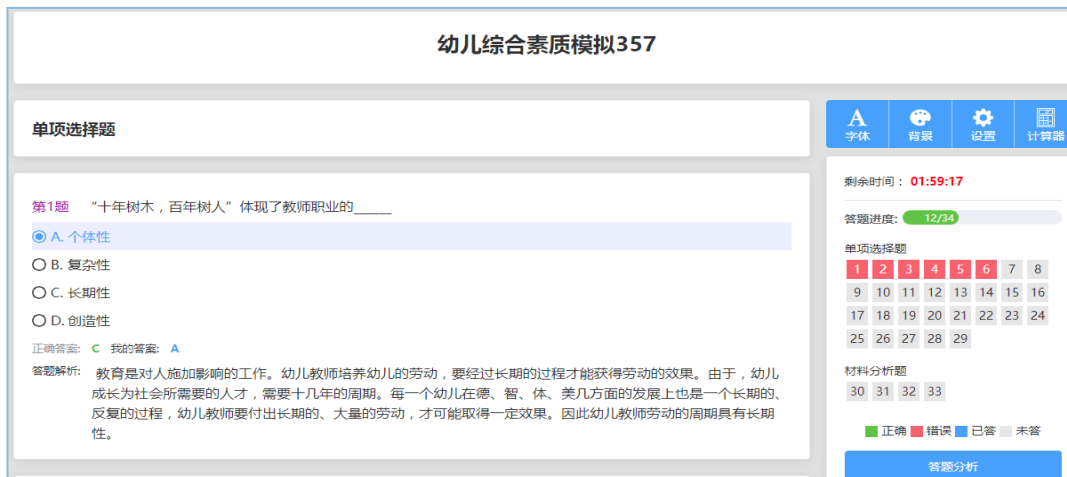 幼儿综合素质模拟357
单项选择题
第1题 “十年树木，百年树人”体现了教师职业的______
A. 个体性
B. 复杂性
C. 长期性
D. 创造性
正确答案: C 我的答案: A
答题解析: 教育是对人施加影响的工作。幼儿教师培养幼儿的劳动，要经过长期的过程才能获得劳动的效果。由于，幼儿
成长为社会所需要的人才，需要十几年的周期。每一个幼儿在德、智、体、美几方面的发展上也是一个长期的、
反复的过程，幼儿教师要付出长期的、大量的劳动，才可能取得一定效果。因此幼儿教师劳动的周期具有长期
性。
A
字体 背景 设置 计算器
剩余时间： 01:59:17
答题进度: 12/34
单项选择题
1 2 3 4 5 6 7 8
9 10 11 12 13 14 15 16
17 18 19 20 21 22 23 24
25 26 27 28 29
材料分析题
30 31 32 33
正确 错误 已答 未答
答题分析